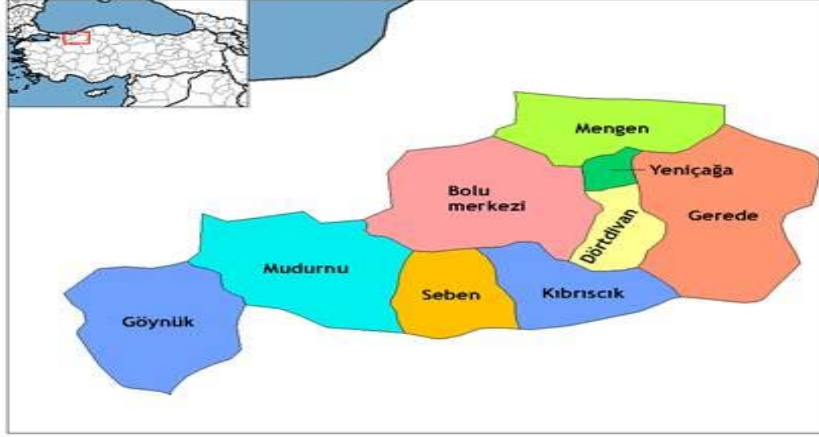 Mengen
Yeniçağa
Bolu
merkezi
Gerede
Dörtdivan
Mudurnu
Seben
Kıbrıscık
Göynük